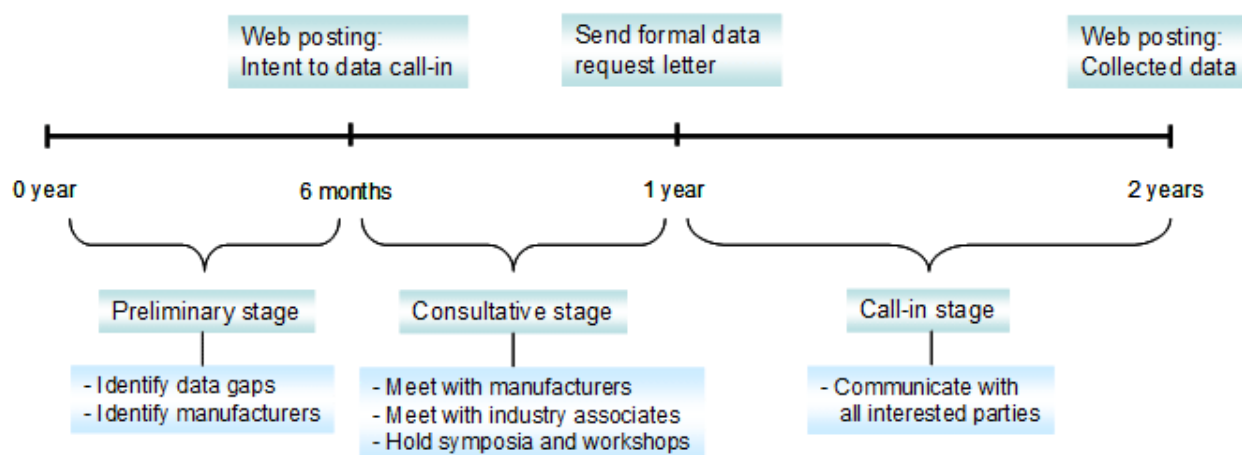 Web posting:
Intent to data call-in
Send formal data
request letter
Web posting:
Collected data
0 year
6 months
1 year
2 years
Preliminary stage
Consultative stage
Call-in stage
- Identify data gaps
- Identify manufacturers
- Meet with manufacturers
- Meet with industry associates
- Hold symposia and workshops
- Communicate with
all interested parties